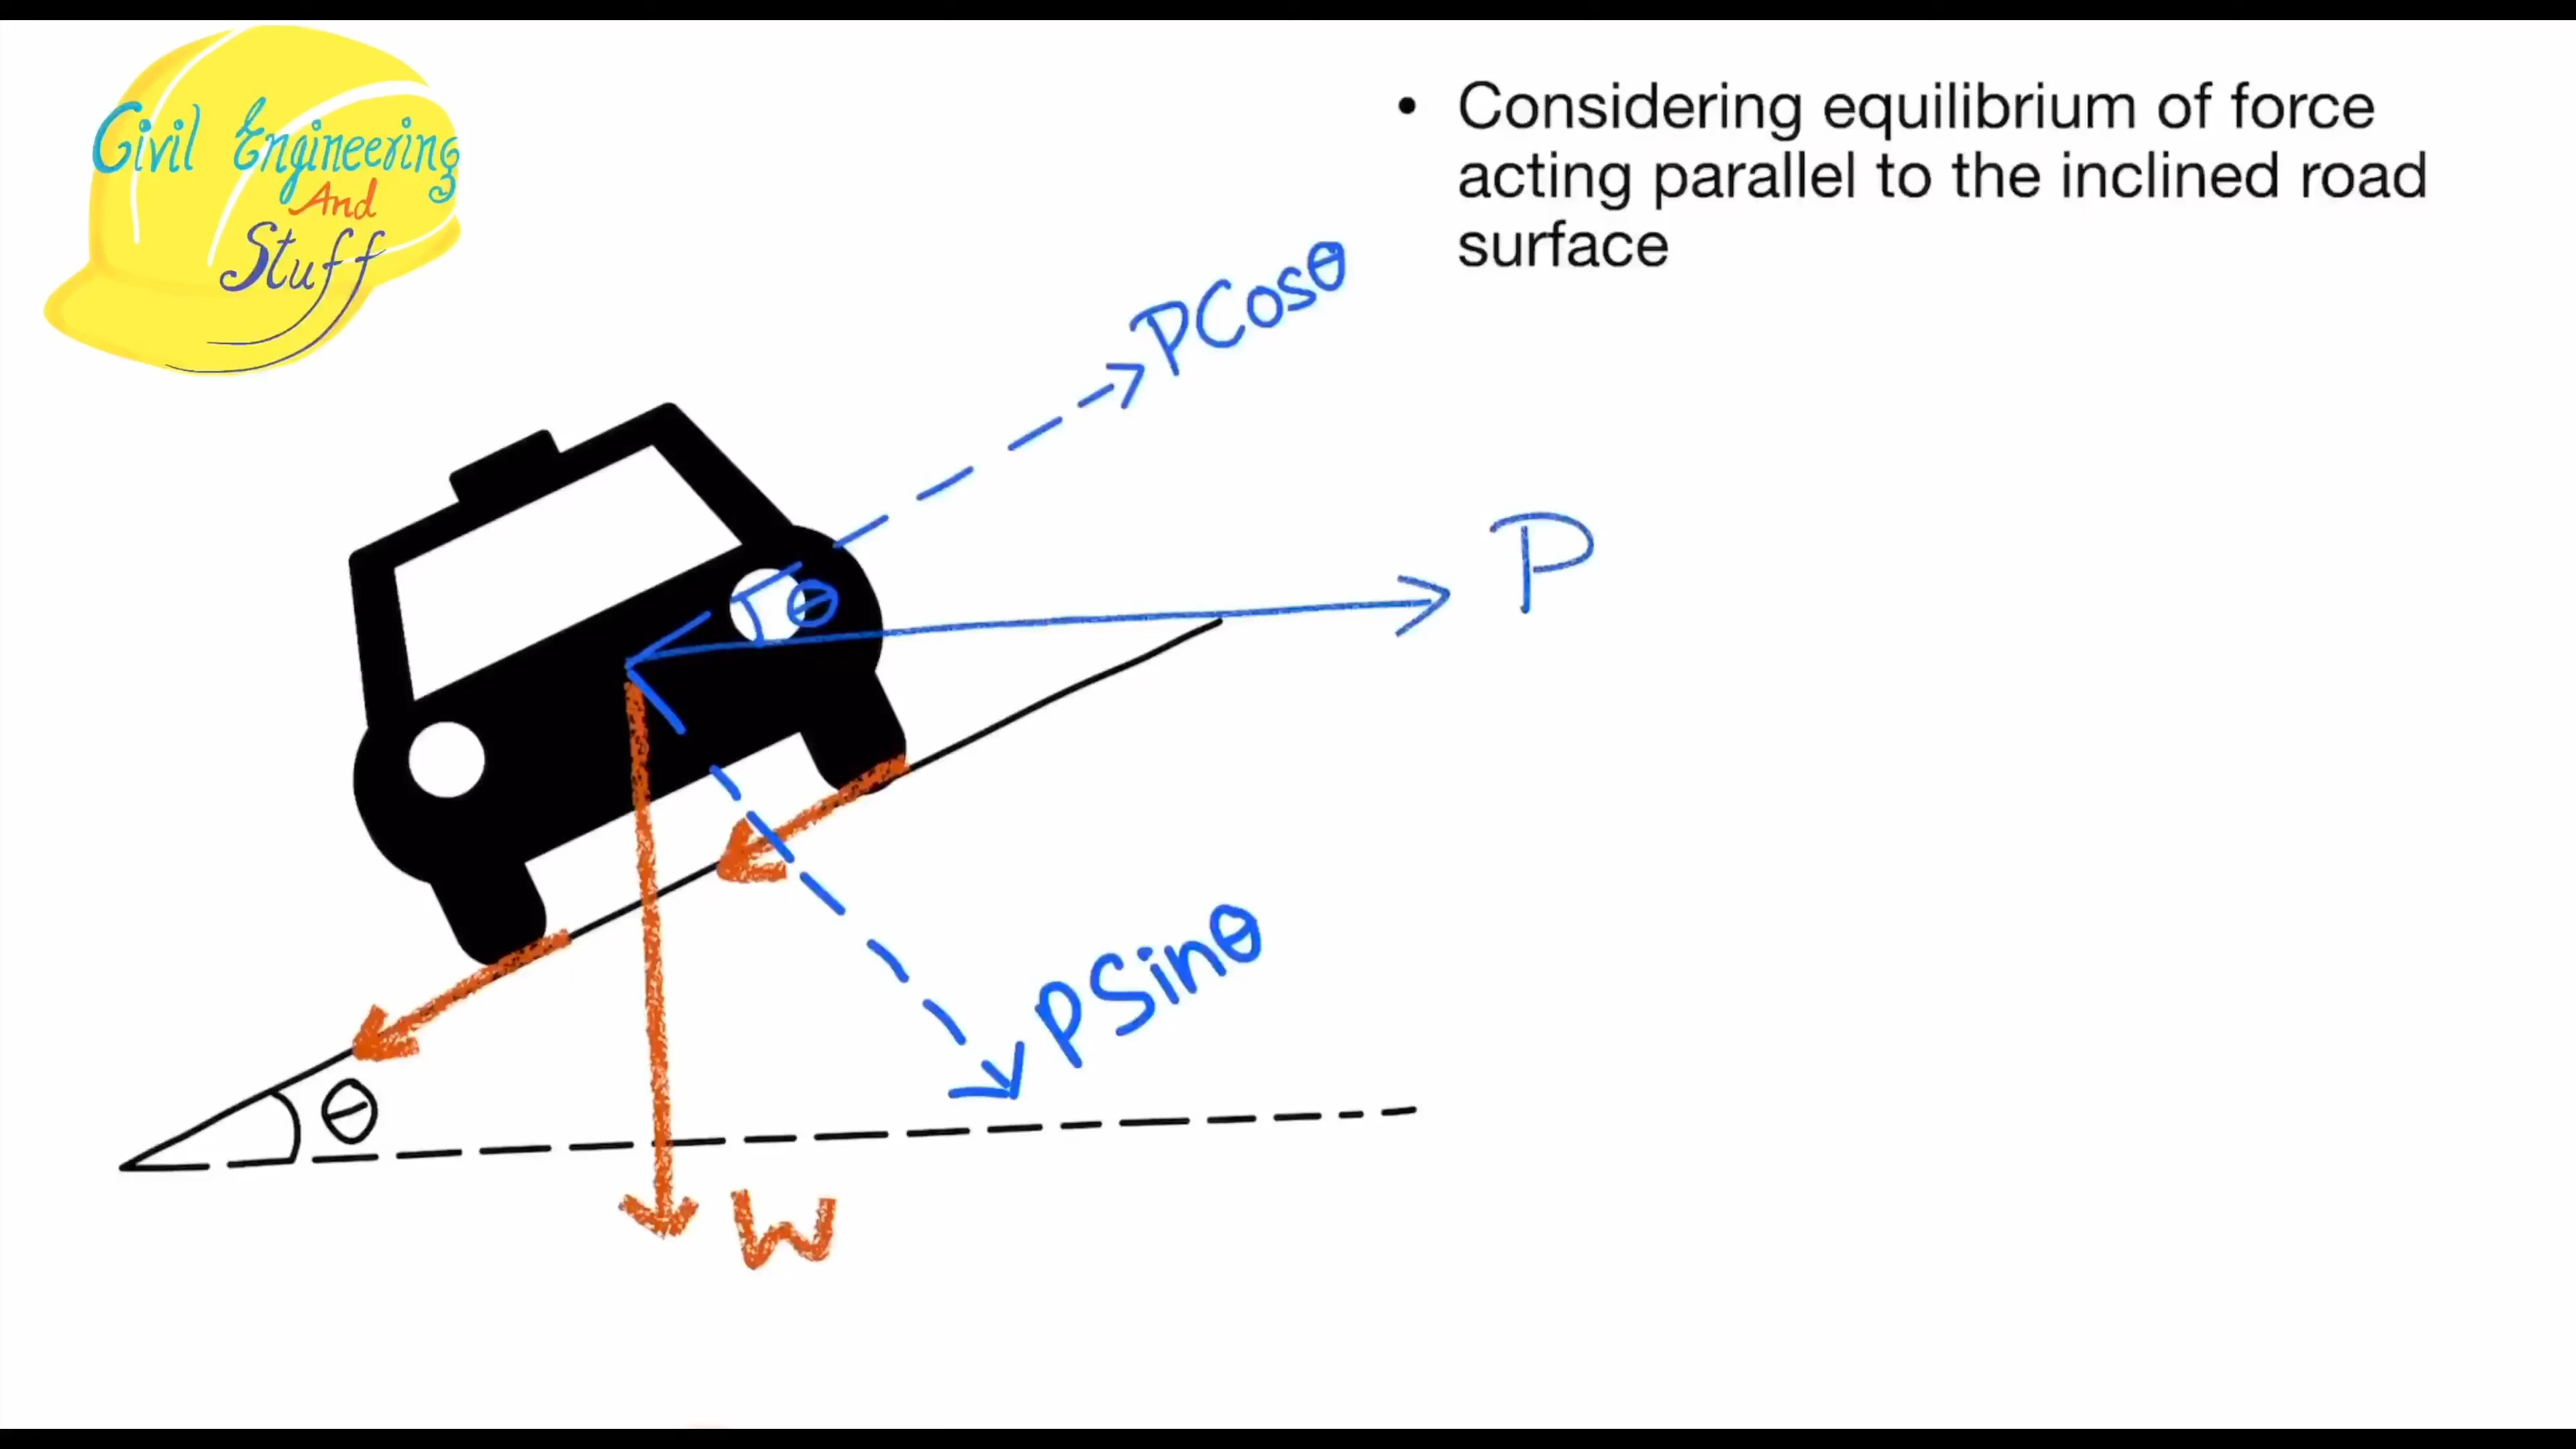 Civil Engineering
And
Stuff
• Considering equilibrium of force
acting parallel to the inclined road
surface
PCosθ
P
θ
PSinθ
θ
W